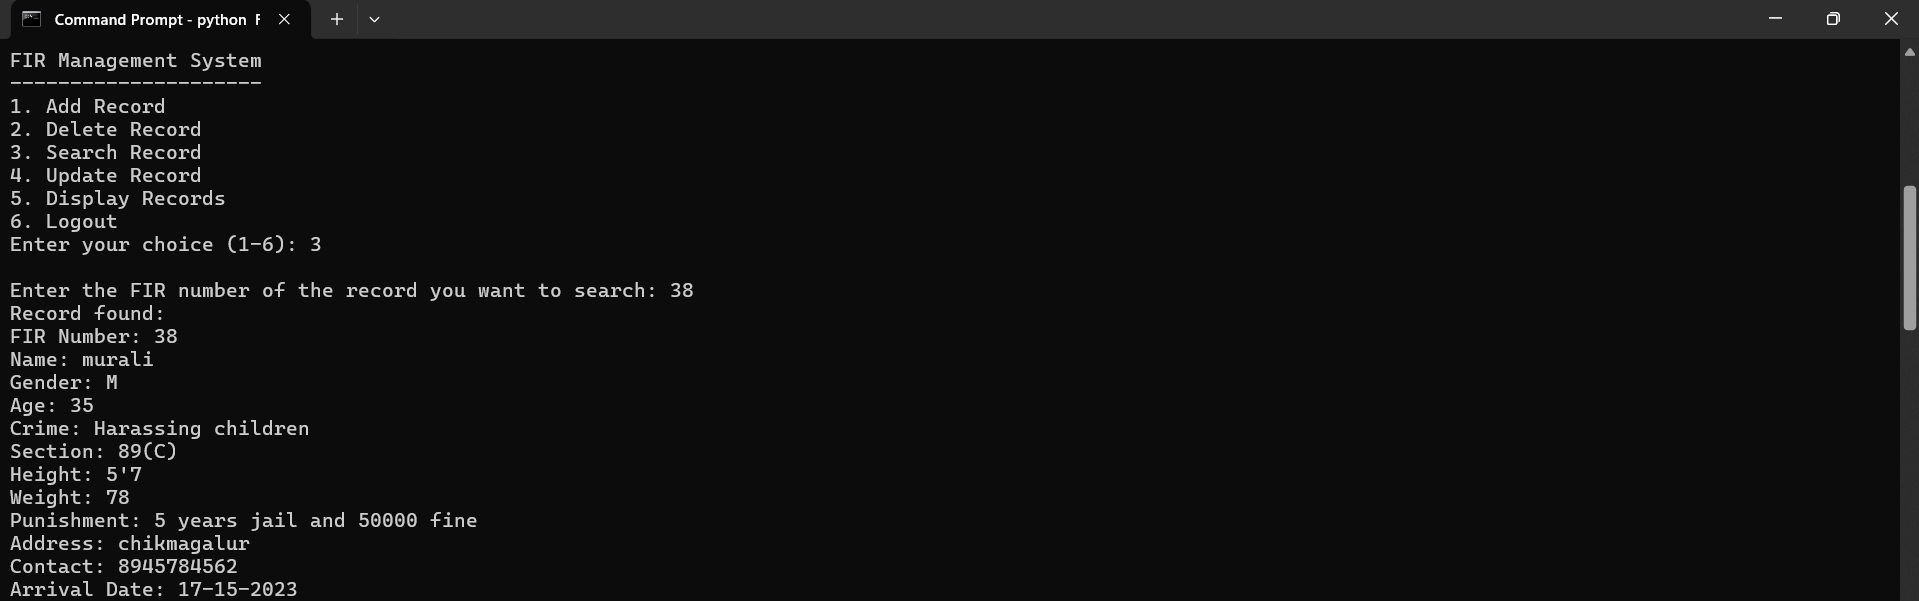 Command Prompt - python F
FIR Management System
---------------------
1. Add Record
2. Delete Record
3. Search Record
4. Update Record
5. Display Records
6. Logout
Enter your choice (1-6): 3
Enter the FIR number of the record you want to search: 38
Record found:
FIR Number: 38
Name: murali
Gender: M
Age: 35
Crime: Harassing children
Section: 89(C)
Height: 5'7
Weight: 78
Punishment: 5 years jail and 50000 fine
Address: chikmagalur
Contact: 8945784562
Arrival Date: 17-15-2023